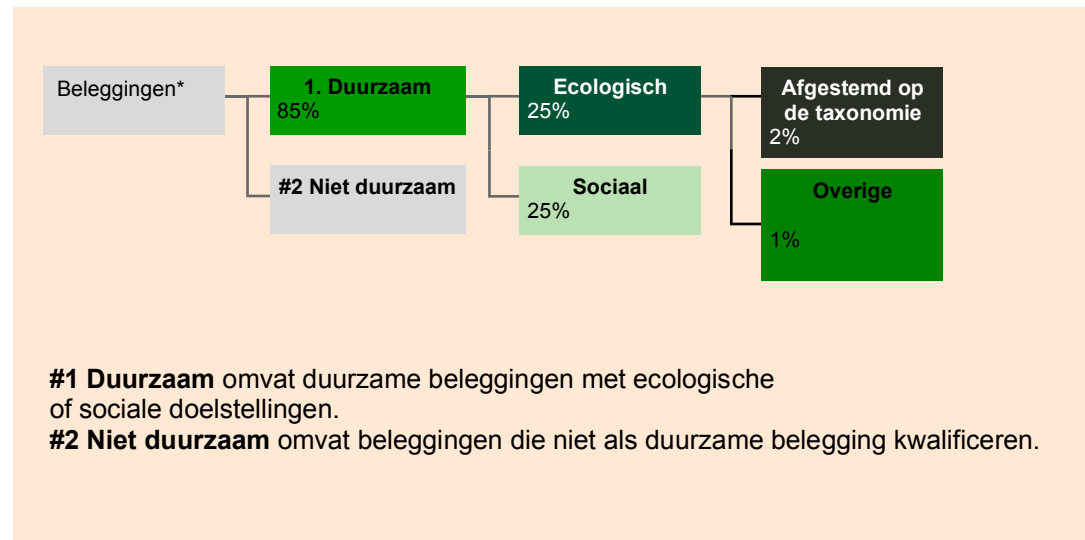 Beleggingen*
1. Duurzaam
85%
#2 Niet duurzaam
Ecologisch
25%
Sociaal
25%
Afgestemd op
de taxonomie
2%
Overige
1%
#1 Duurzaam omvat duurzame beleggingen met ecologische
of sociale doelstellingen.
#2 Niet duurzaam omvat beleggingen die niet als duurzame belegging kwalificeren.